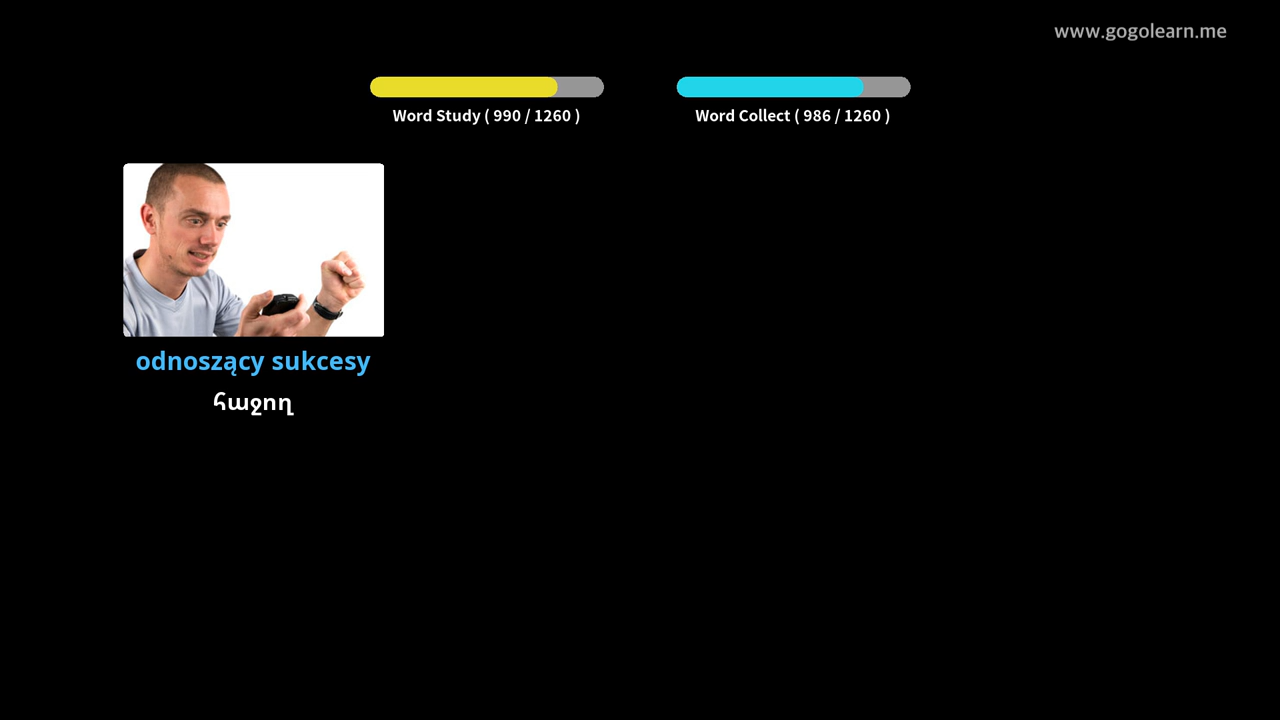 www.gogolearn.me
Word Study ( 990 / 1260 )
Word Collect ( 986 / 1260 )
odnoszący sukcesy
հաջող